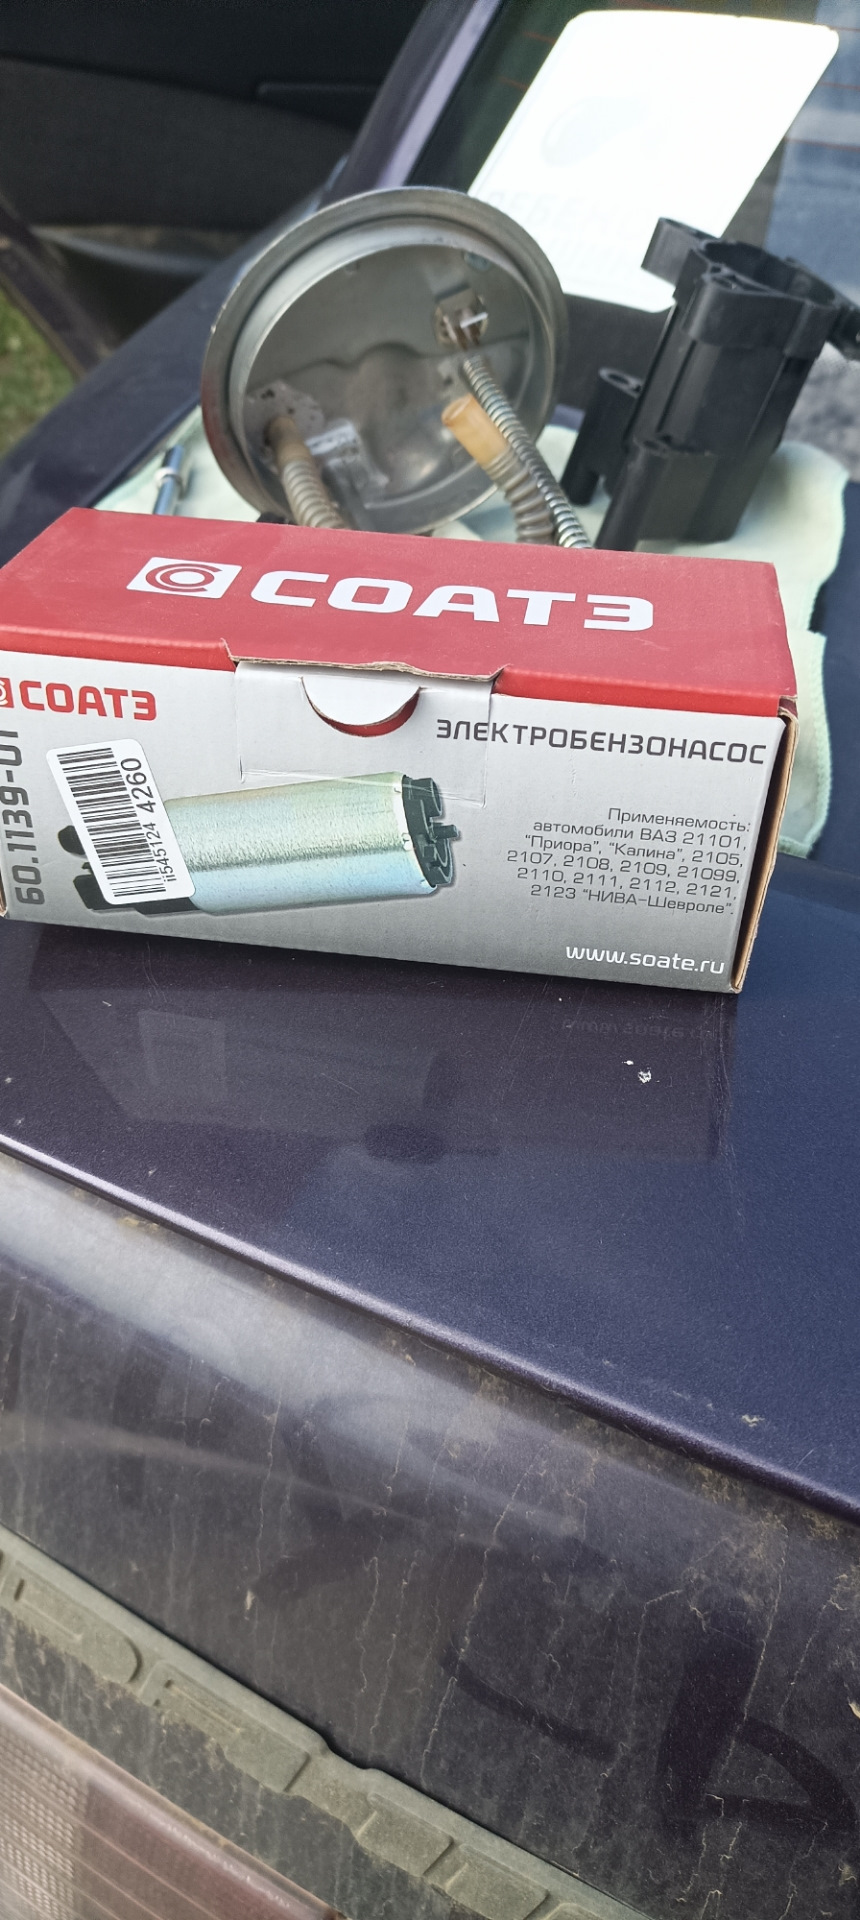 СОАТЭ
СОАТЭ
ЭЛЕКТРОБЕНЗОНАСОС
60.1139-01
ii545124 4260
Применяемость:
автомобили ВАЗ 21101,
"Приора", "Калина", 2105,
2107, 2108, 2109, 21099,
2110, 2111, 2112, 2121,
2123 "НИВА-Шевроле".
www.soate.ru